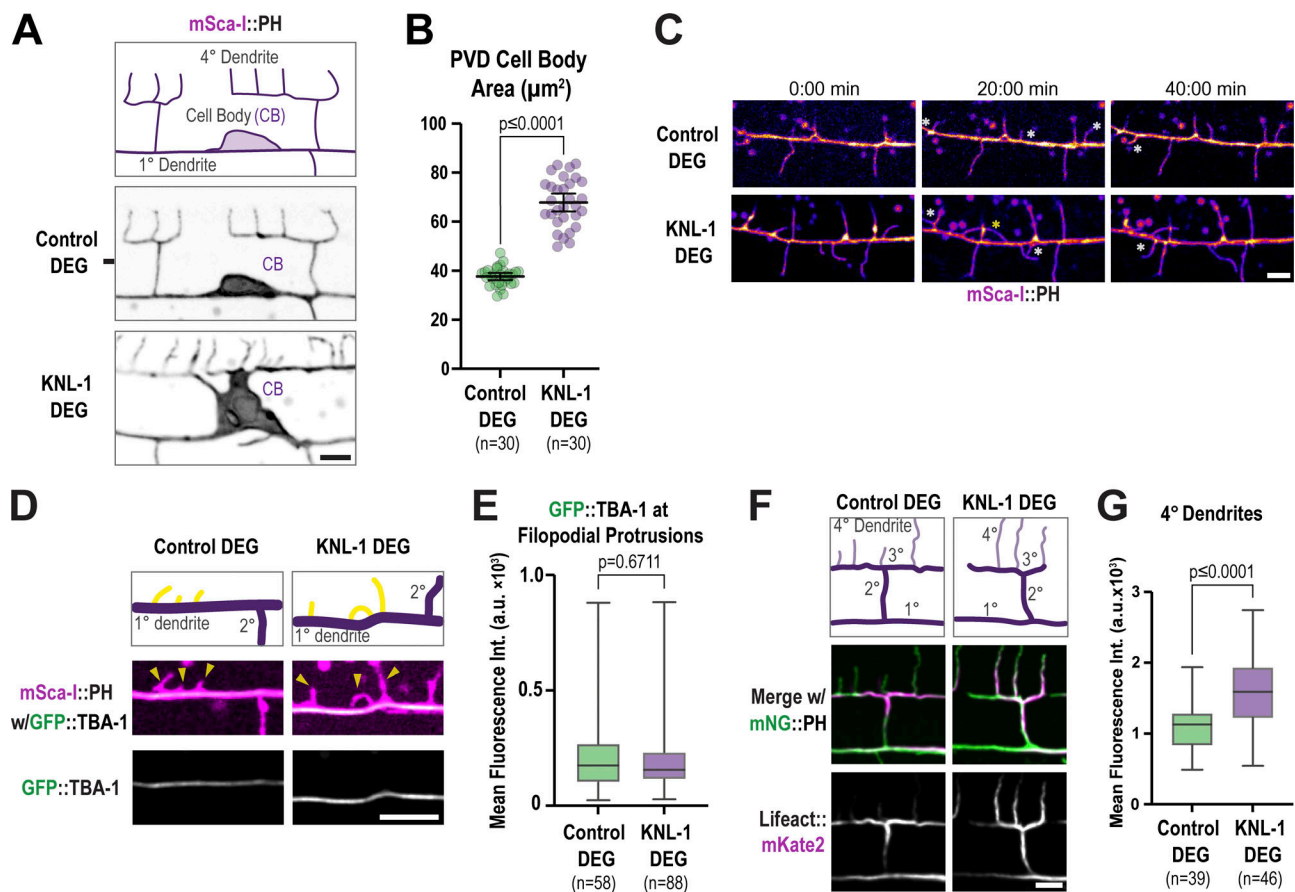 A
mSca-I::PH
4° Dendrite
Cell Body (CB)
1° Dendrite
Control
DEG
CB
KNL-1
DEG
CB
B
PVD Cell Body
Area (µm²)
p≤0.0001
100
80
60
40
20
0
Control
DEG
(n=30)
KNL-1
DEG
(n=30)
C
0:00 min
20:00 min
40:00 min
Control
DEG
* * *
*
KNL-1
DEG
* *
*
*
mSca-I::PH
D
Control DEG
KNL-1 DEG
1° dendrite
2°
1° dendrite
2°
mSca-I::PH
w/GFP::TBA-1
GFP::TBA-1
E
GFP::TBA-1 at
Filopodial Protrusions
p=0.6711
Mean Fluorescence Int. (a.u. ×10³)
1.0
0.5
0
Control
DEG
(n=58)
KNL-1
DEG
(n=88)
F
Control DEG
KNL-1 DEG
4° Dendrite
3°
2°
1°
4°
3°
2°
1°
Merge w/
mNG::PH
Lifeact::
mKate2
G
4° Dendrites
p≤0.0001
Mean Fluorescence Int. (a.u.x10³)
3
2
1
0
Control
DEG
(n=39)
KNL-1
DEG
(n=46)